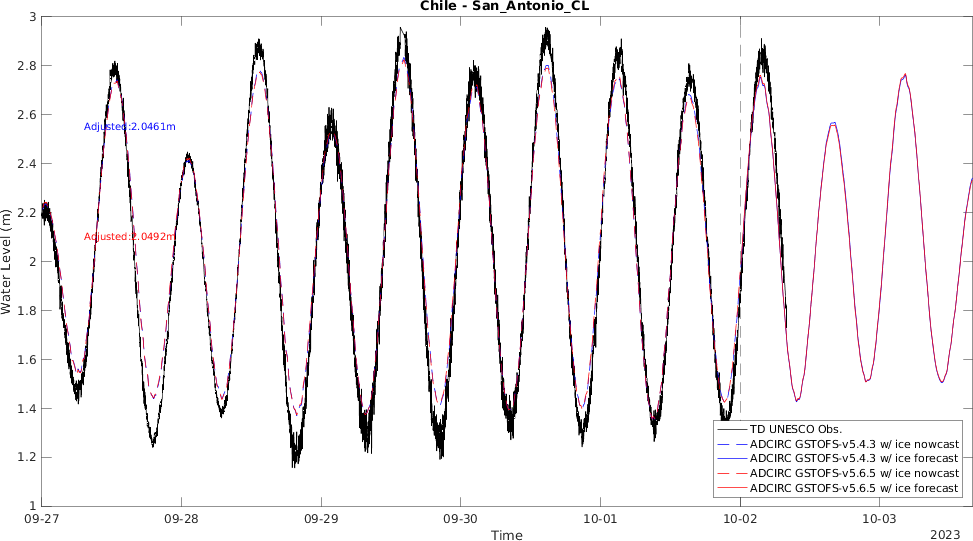 Chile - San_Antonio_CL
3
2.8
2.6
2.4
2.2
2
1.8
1.6
1.4
1.2
1
Water Level (m)
Adjusted:2.0461m
Adjusted:2.0492m
TD UNESCO Obs.
ADCIRC GSTOFS-v5.4.3 w/ ice nowcast
ADCIRC GSTOFS-v5.4.3 w/ ice forecast
ADCIRC GSTOFS-v5.6.5 w/ ice nowcast
ADCIRC GSTOFS-v5.6.5 w/ ice forecast
09-27 09-28 09-29 09-30 10-01 10-02 10-03
Time
2023